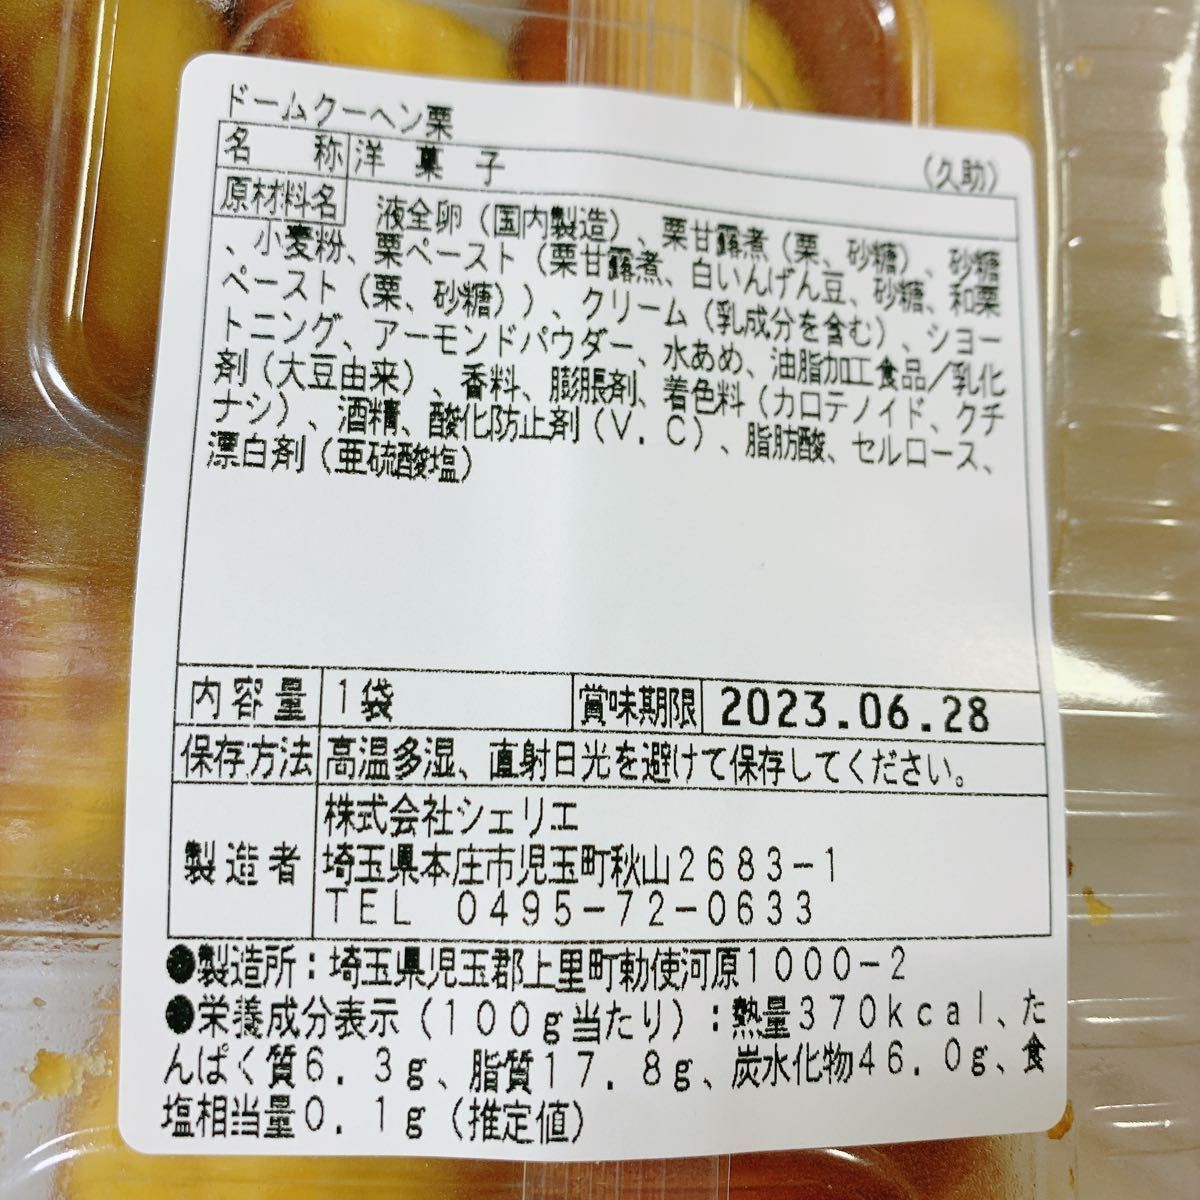 ドームクーヘン栗
名称 洋菓子 (久助)
原材料名 液全卵（国内製造）、栗甘露煮（栗、砂糖）、砂糖
、小麦粉、栗ペースト（栗甘露煮、白いんげん豆、砂糖、和栗
ペースト（栗、砂糖））、クリーム（乳成分を含む）、ショー
トニング、アーモンドパウダー、水あめ、油脂加工食品／乳化
剤（大豆由来）、香料、膨脹剤、着色料（カロテノイド、クチ
ナシ）、酒精、酸化防止剤（Ｖ．Ｃ）、脂肪酸、セルロース、
漂白剤（亜硫酸塩）
内容量 1袋 賞味期限 2023.06.28
保存方法 高温多湿、直射日光を避けて保存してください。
製造者 株式会社シェリエ
埼玉県本庄市児玉町秋山２６８３－１
ＴＥＬ ０４９５－７２－０６３３
●製造所：埼玉県児玉郡上里町勅使河原１０００－２
●栄養成分表示（１００ｇ当たり）：熱量３７０ｋｃａｌ、た
んぱく質６．３ｇ、脂質１７．８ｇ、炭水化物４６．０ｇ、食
塩相当量０．１ｇ（推定値）